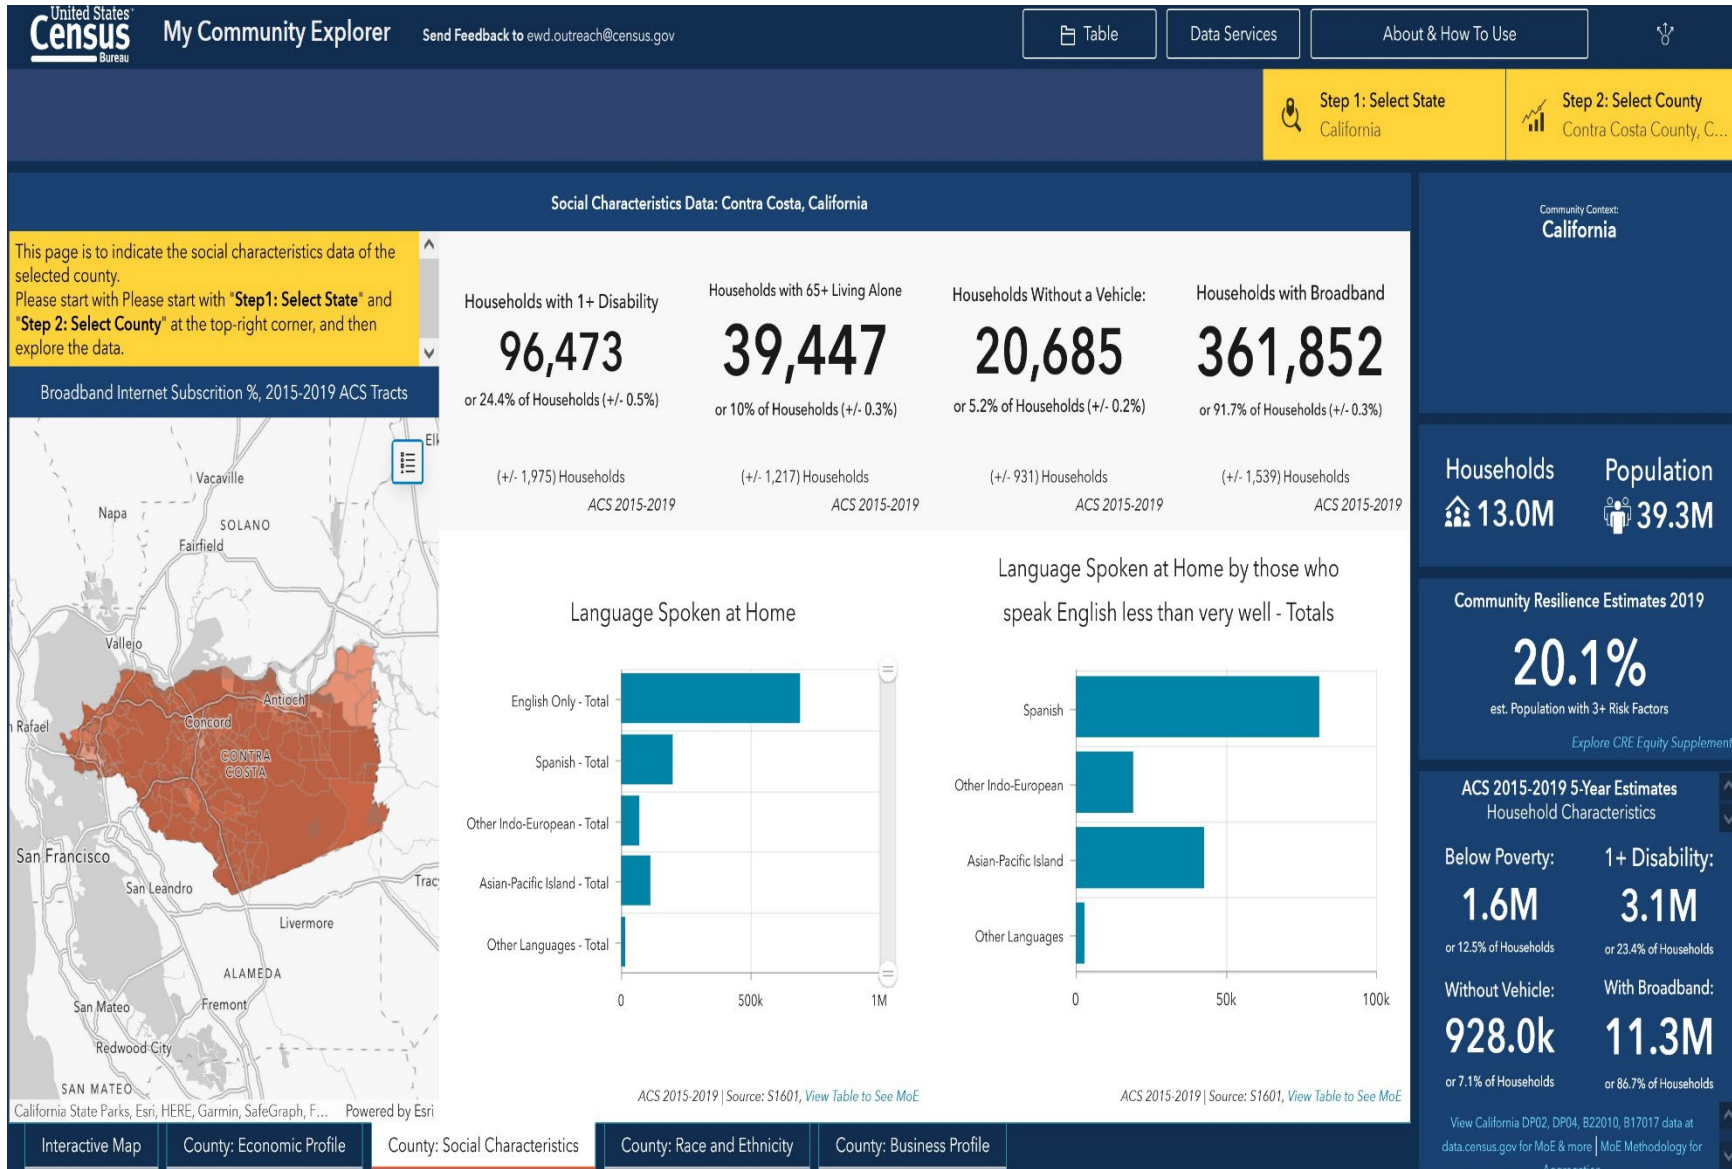 United States®
Census
Bureau
My Community Explorer
Send Feedback to ewd.outreach@census.gov
Table
Data Services
About & How To Use
Step 1: Select State
California
Step 2: Select County
Contra Costa County, C...
Social Characteristics Data: Contra Costa, California
This page is to indicate the social characteristics data of the
selected county.
Please start with Please start with "Step1: Select State" and
"Step 2: Select County" at the top-right corner, and then
explore the data.
Broadband Internet Subscrition %, 2015-2019 ACS Tracts
Elk
Vacaville
Napa
SOLANO
Fairfield
Vallejo
Antioch
n Rafael
Concord
CONTRA
COSTA
San Francisco
San Leandro
Tracy
Livermore
ALAMEDA
San Mateo
Fremont
Redwood City
SAN MATEO
California State Parks, Esri, HERE, Garmin, SafeGraph, F...
Powered by Esri
Households with 1+ Disability
96,473
or 24.4% of Households (+/- 0.5%)
(+/- 1,975) Households
ACS 2015-2019
Households with 65+ Living Alone
39,447
or 10% of Households (+/- 0.3%)
(+/- 1,217) Households
ACS 2015-2019
Households Without a Vehicle:
20,685
or 5.2% of Households (+/- 0.2%)
(+/- 931) Households
ACS 2015-2019
Households with Broadband
361,852
or 91.7% of Households (+/- 0.3%)
(+/- 1,539) Households
ACS 2015-2019
Language Spoken at Home
English Only - Total
Spanish - Total
Other Indo-European - Total
Asian-Pacific Island - Total
Other Languages - Total
0
500k
1M
ACS 2015-2019 | Source: S1601, View Table to See MoE
Language Spoken at Home by those who
speak English less than very well - Totals
Spanish
Other Indo-European
Asian-Pacific Island
Other Languages
0
50k
100k
ACS 2015-2019 | Source: S1601, View Table to See MoE
Community Context:
California
Households
13.0M
Population
39.3M
Community Resilience Estimates 2019
20.1%
est. Population with 3+ Risk Factors
Explore CRE Equity Supplement
ACS 2015-2019 5-Year Estimates
Household Characteristics
Below Poverty:
1.6M
or 12.5% of Households
1+ Disability:
3.1M
or 23.4% of Households
Without Vehicle:
928.0k
or 7.1% of Households
With Broadband:
11.3M
or 86.7% of Households
View California DP02, DP04, B22010, B17017 data at
data.census.gov for MoE & more | MoE Methodology for
Interactive Map
County: Economic Profile
County: Social Characteristics
County: Race and Ethnicity
County: Business Profile